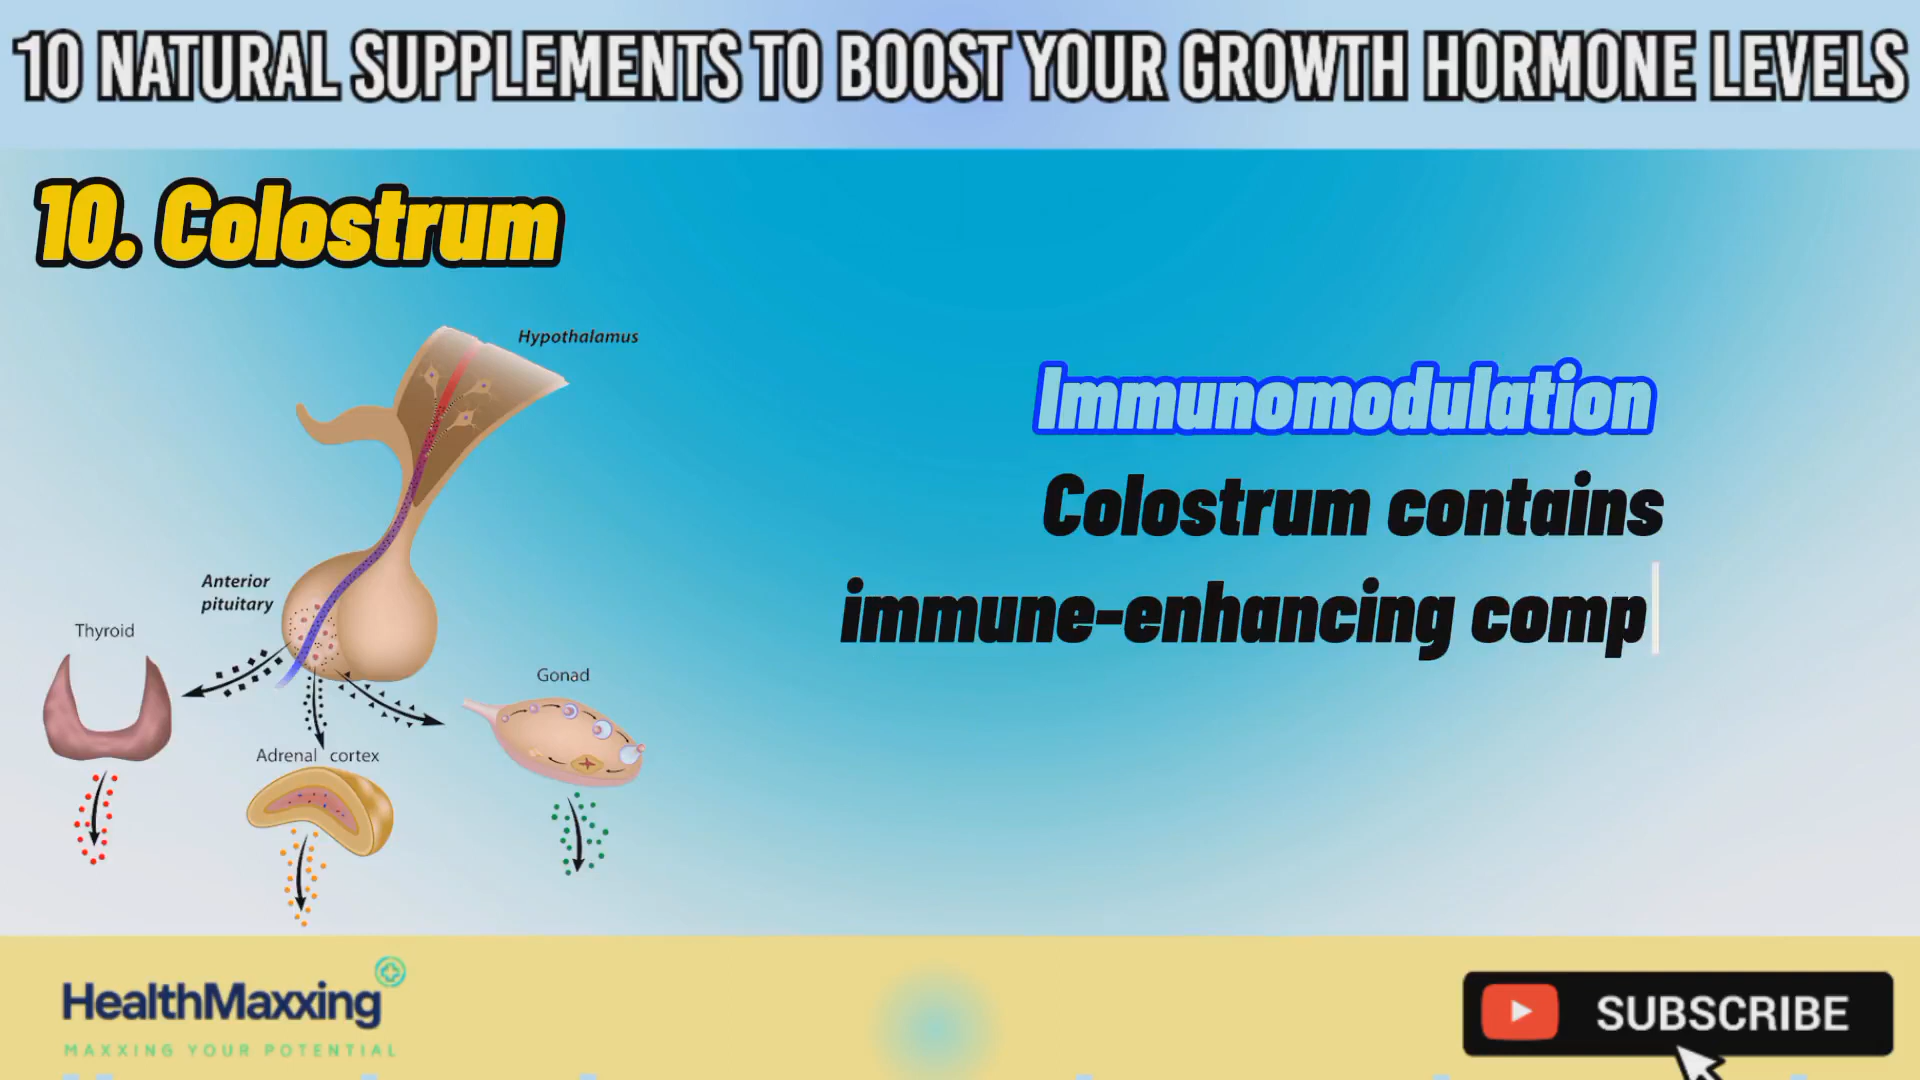 10 NATURAL SUPPLEMENTS TO BOOST YOUR GROWTH HORMONE LEVELS
10. Colostrum
Hypothalamus
Immunomodulation
Colostrum contains
immune-enhancing comp
Anterior
pituitary
Thyroid
Gonad
Adrenal cortex
HealthMaxxing
MAXXING YOUR POTENTIAL
SUBSCRIBE